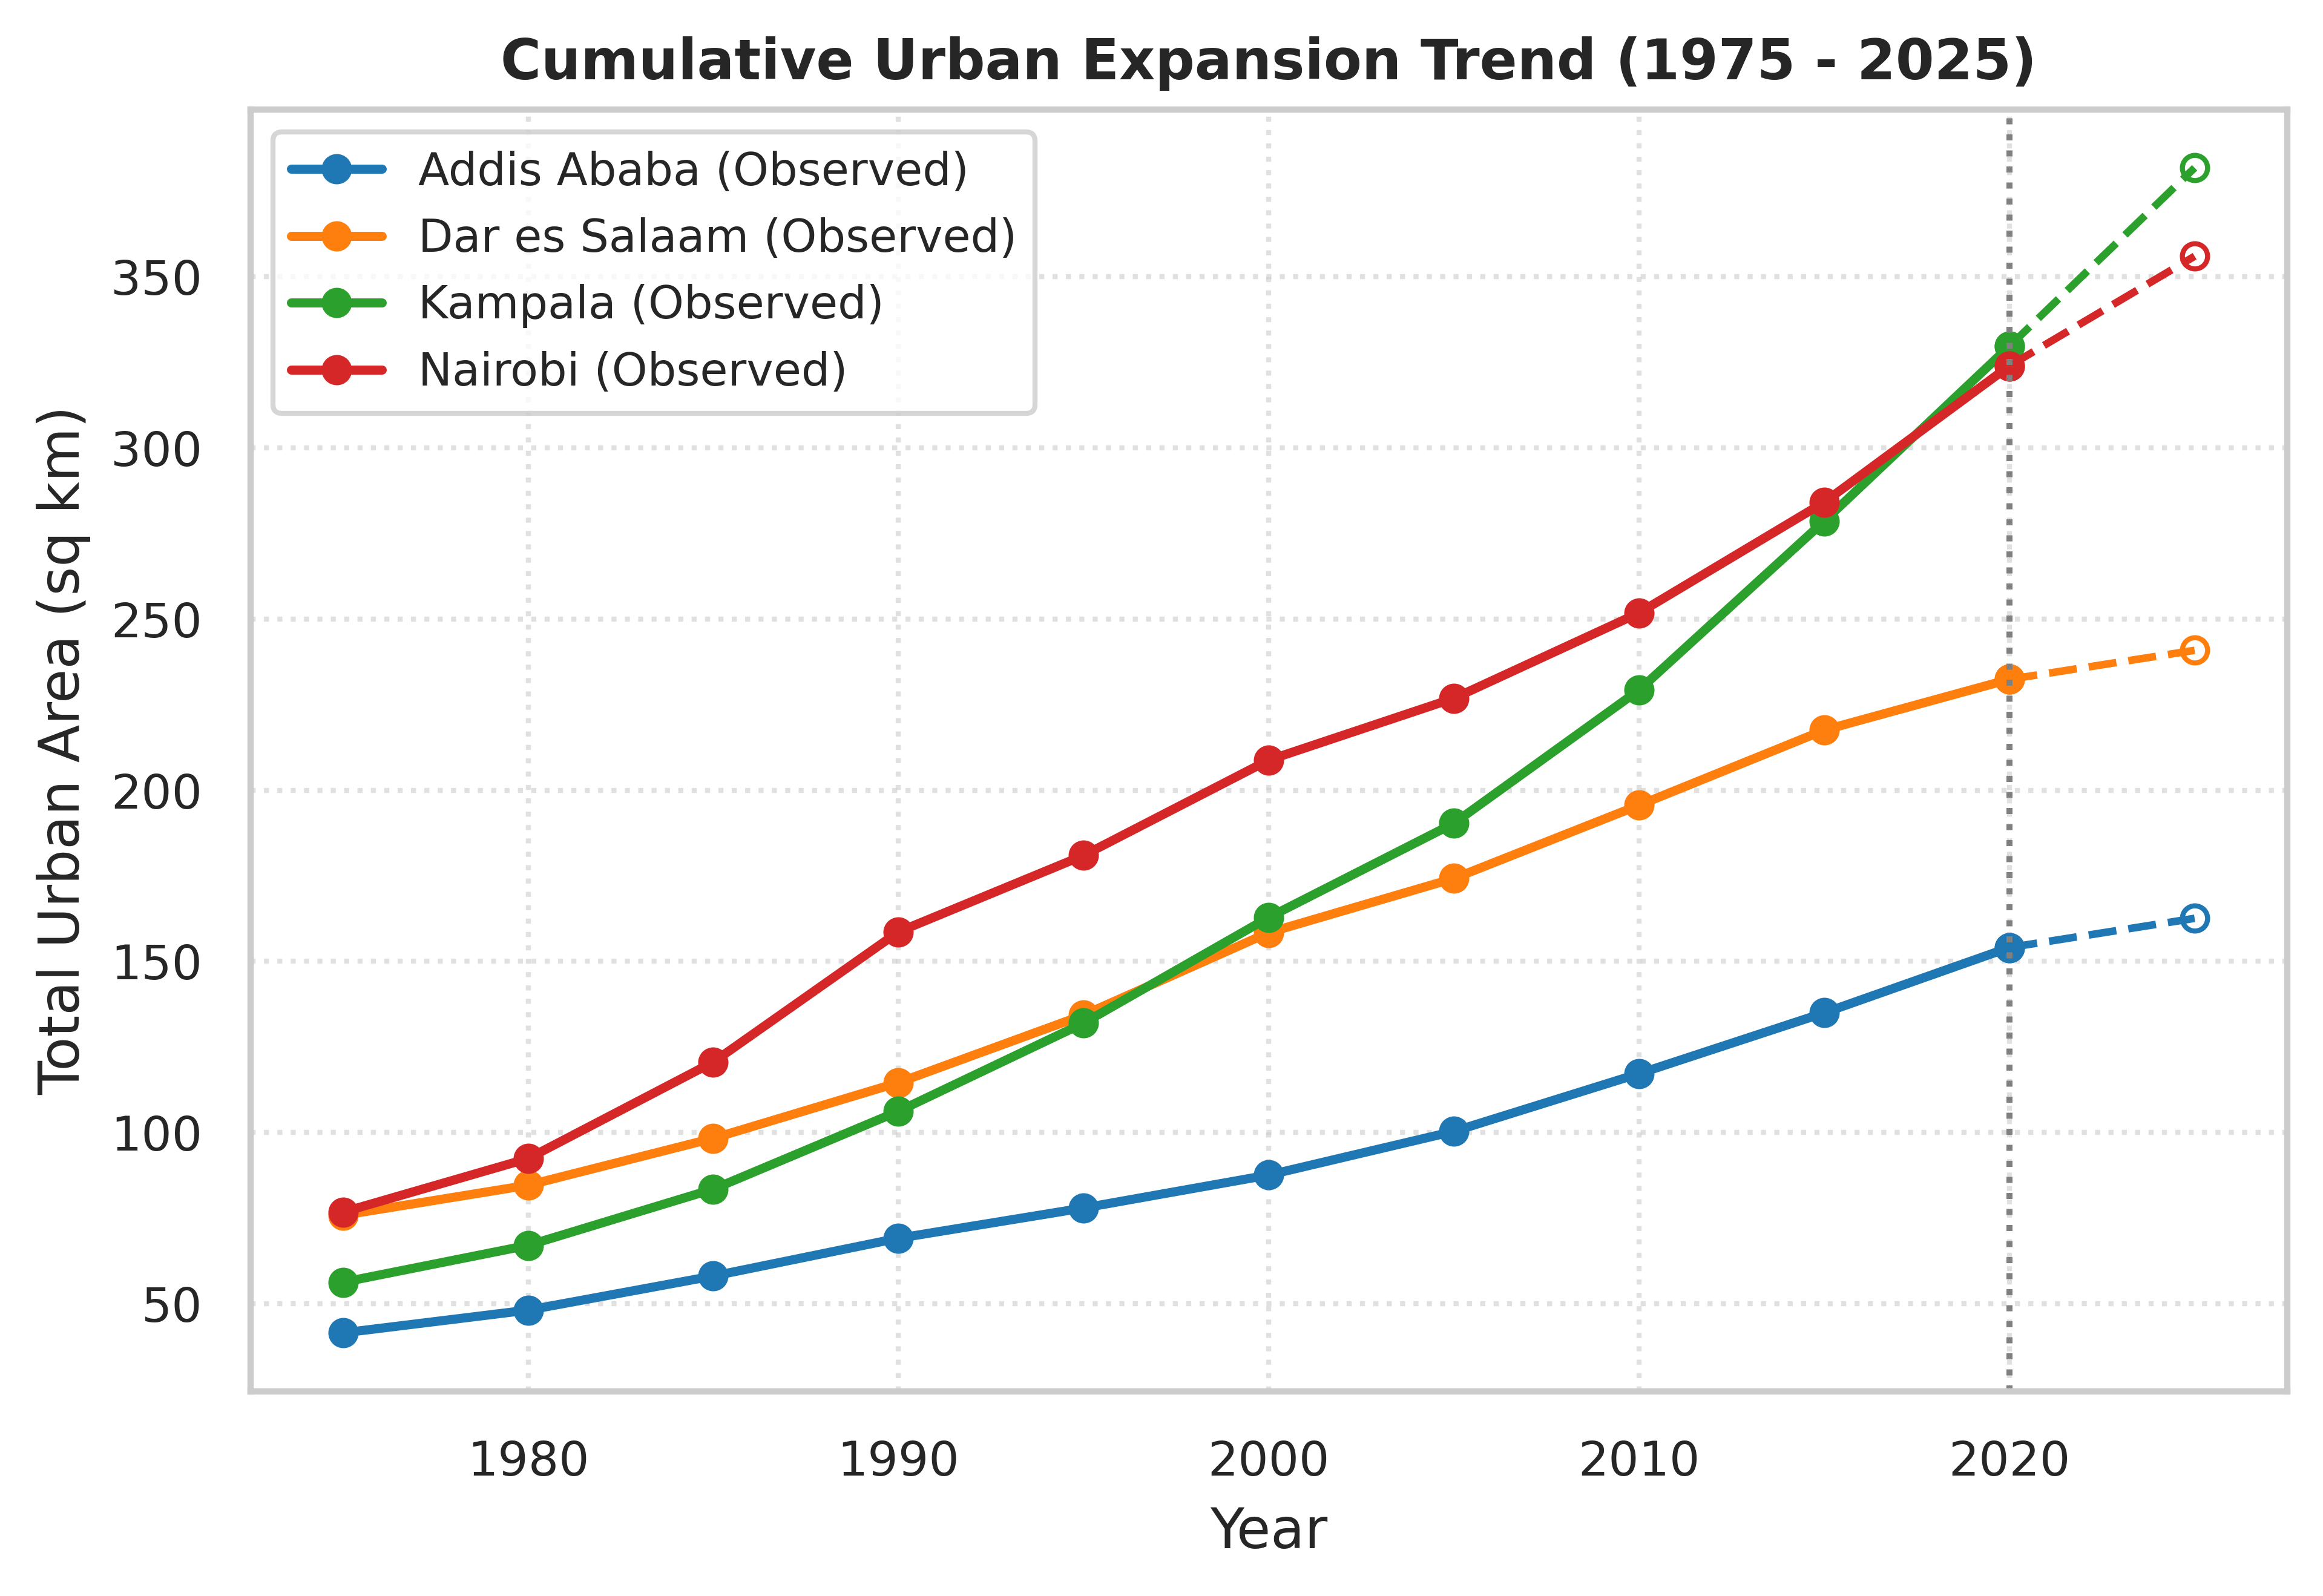 Cumulative Urban Expansion Trend (1975 - 2025)
Addis Ababa (Observed)
Dar es Salaam (Observed)
Kampala (Observed)
Nairobi (Observed)
Total Urban Area (sq km)
350
300
250
200
150
100
50
1980 1990 2000 2010 2020
Year